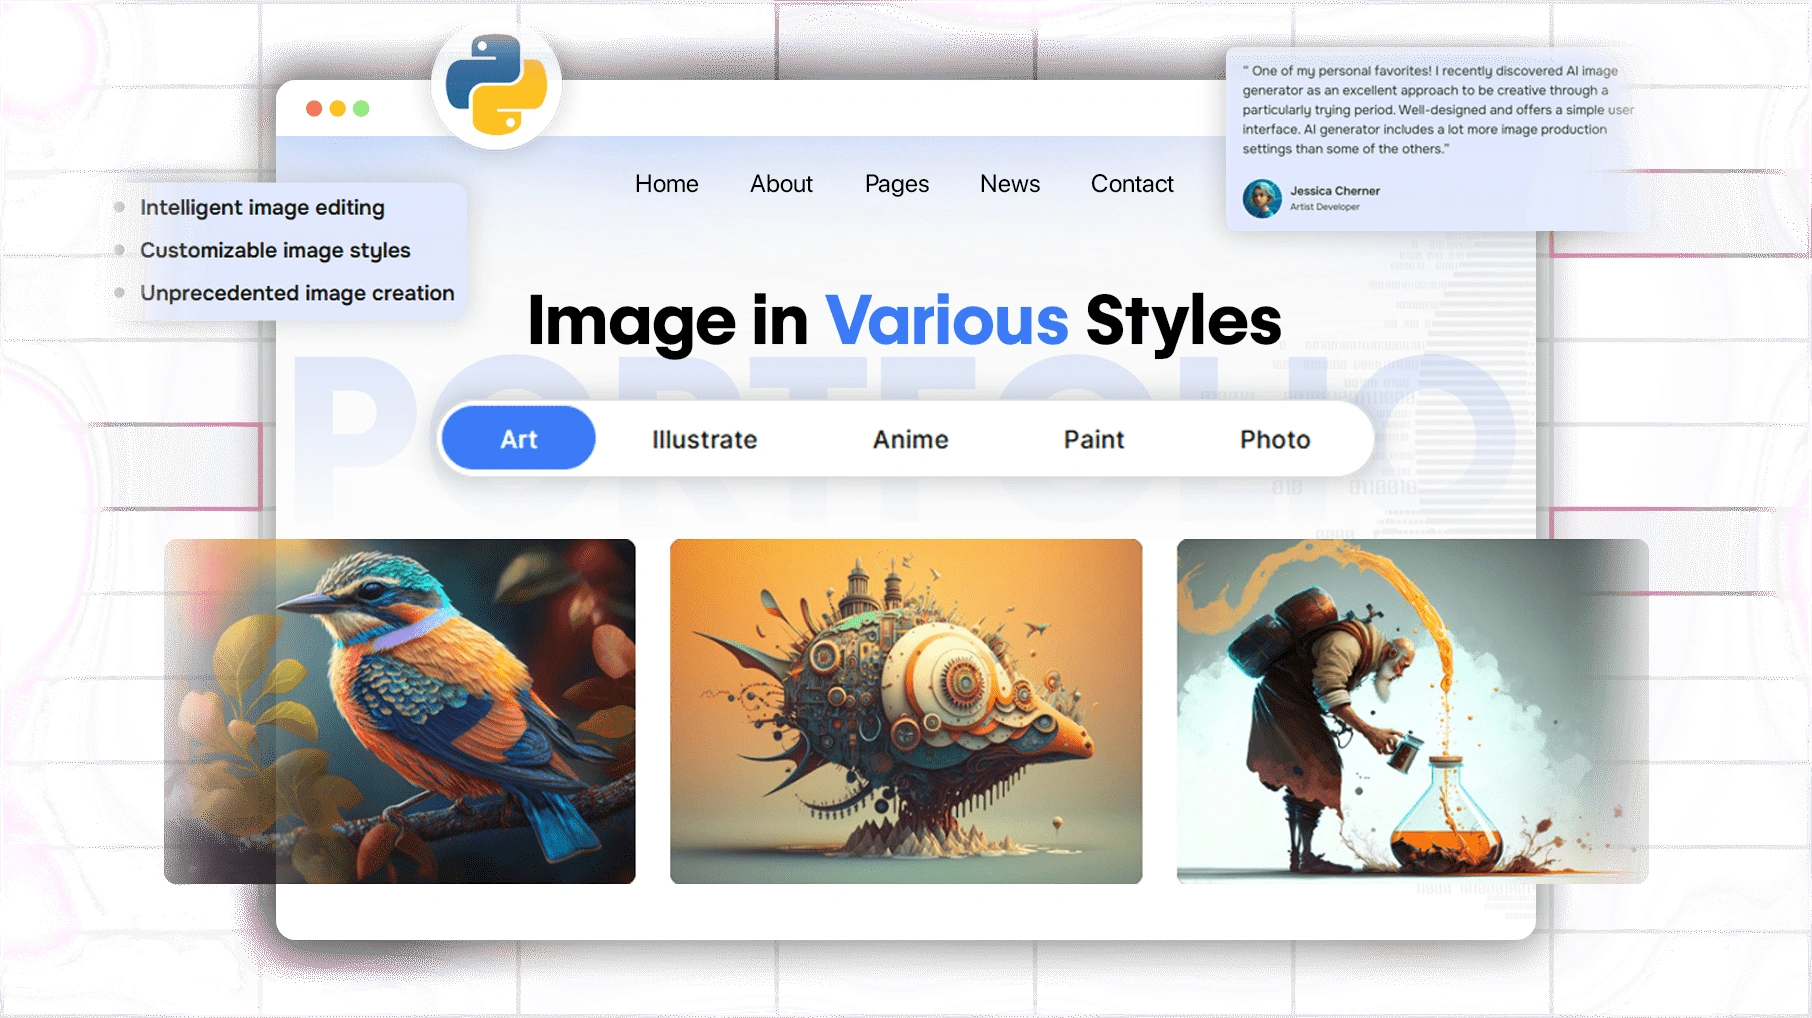 " One of my personal favorites! I recently discovered AI image
generator as an excellent approach to be creative through a
particularly trying period. Well-designed and offers a simple user
interface. AI generator includes a lot more image production
settings than some of the others."
Jessica Cherner
Artist Developer
Home About Pages News Contact
Intelligent image editing
Customizable image styles
Unprecedented image creation
Image in Various Styles
PORTFOLIO
Art Illustrate Anime Paint Photo